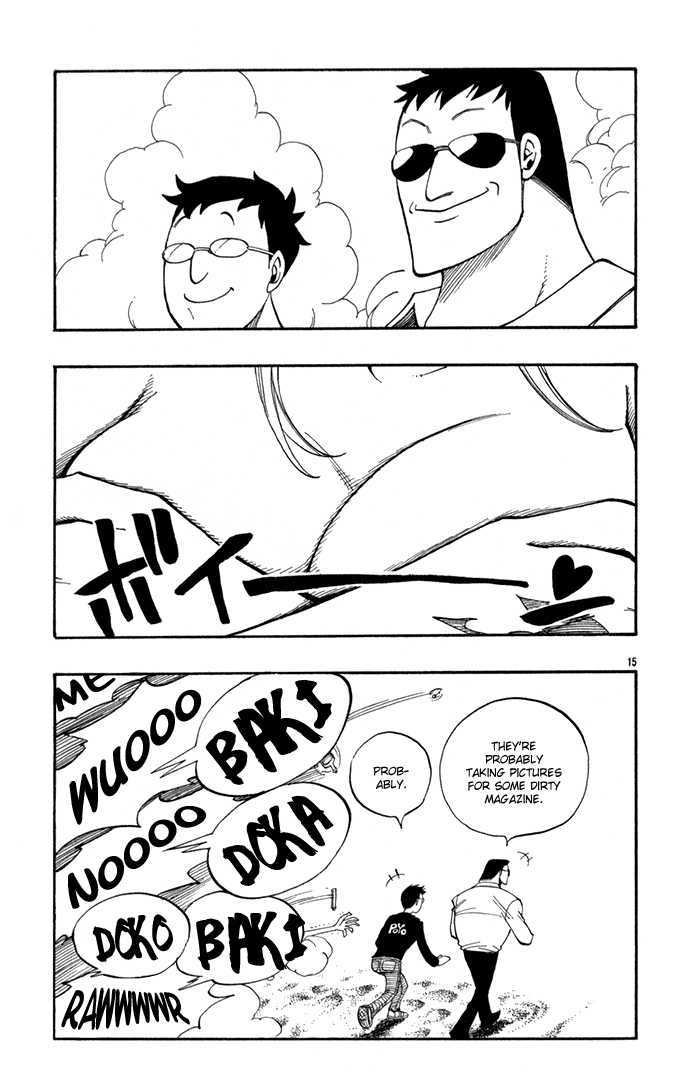 ボイーン
15
THEY'RE
PROBABLY
TAKING PICTURES
FOR SOME DIRTY
MAGAZINE.
PROB-
ABLY.
ME
WUOOO
BAKI
NOOOO
DOKA
DOKO
BAKI
RAWWWWR